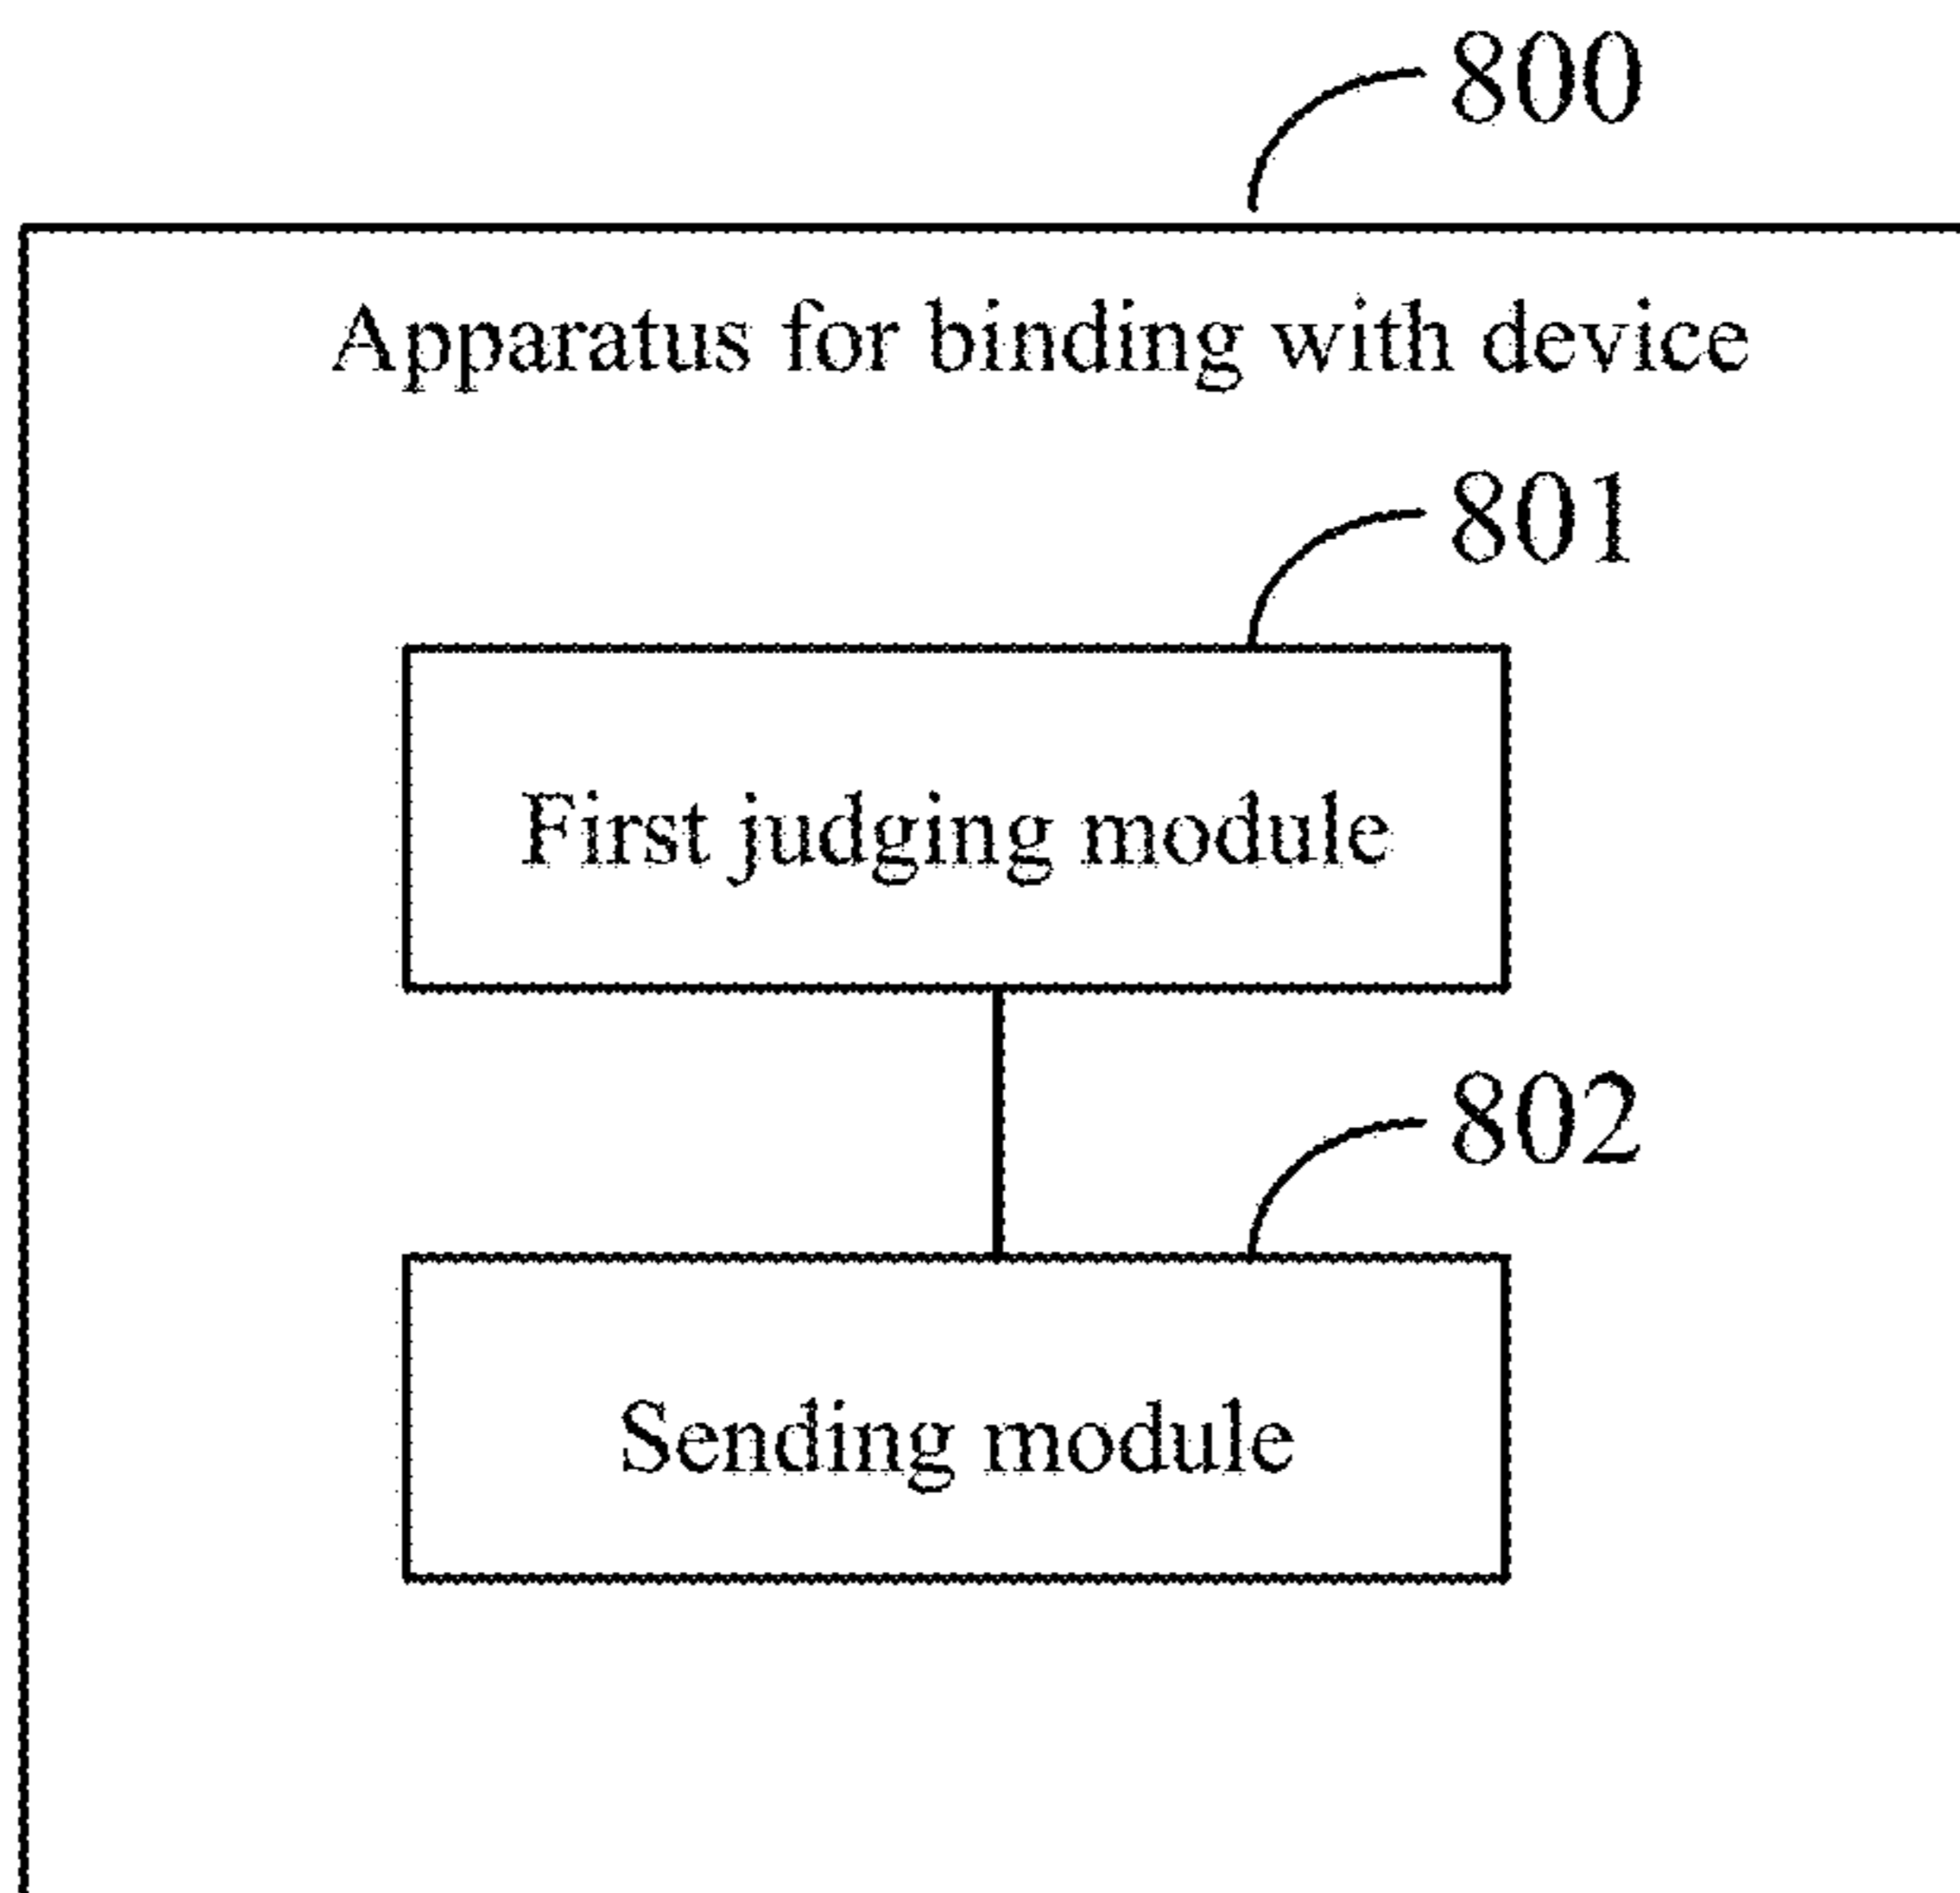 800
Apparatus for binding with device
801
First judging module
802
Sending module